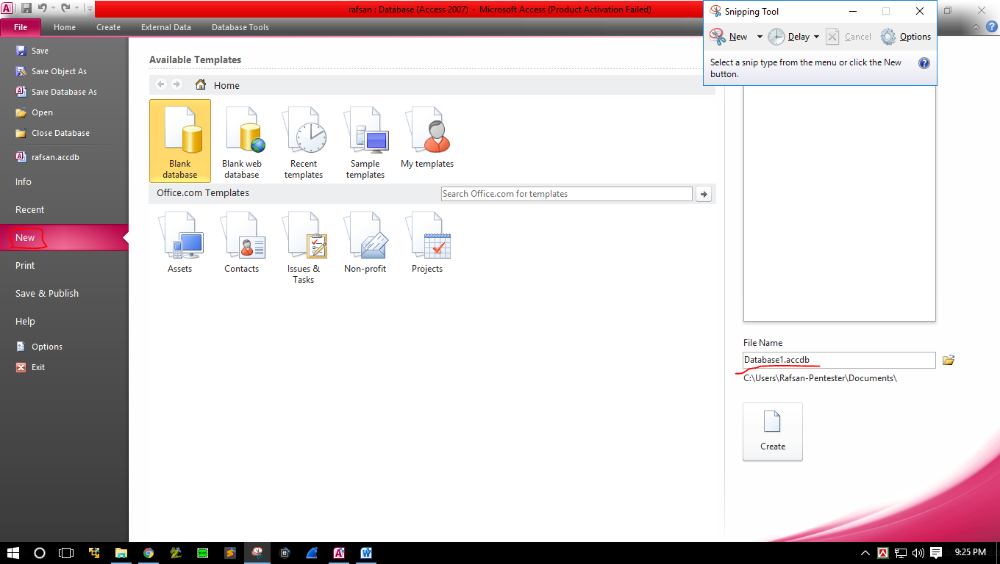 rafsan : Database (Access 2007)  -  Microsoft Access (Product Activation Failed)
File Home Create External Data Database Tools
Snipping Tool
New Delay Cancel Options
Select a snip type from the menu or click the New
button.
Save
Save Object As
Save Database As
Open
Close Database
rafsan.accdb
Info
Recent
New
Print
Save & Publish
Help
Options
Exit
Available Templates
Home
Blank
database
Blank web
database
Recent
templates
Sample
templates
My templates
Office.com Templates
Search Office.com for templates
Assets
Contacts
Issues &
Tasks
Non-profit
Projects
File Name
Database1.accdb
C:\Users\Rafsan-Pentester\Documents\
Create
9:25 PM